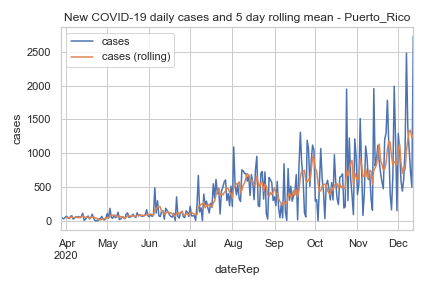 New COVID-19 daily cases and 5 day rolling mean - Puerto_Rico
cases
cases (rolling)
2500
2000
1500
1000
500
0
cases
Apr May Jun Jul Aug Sep Oct Nov Dec
2020
dateRep